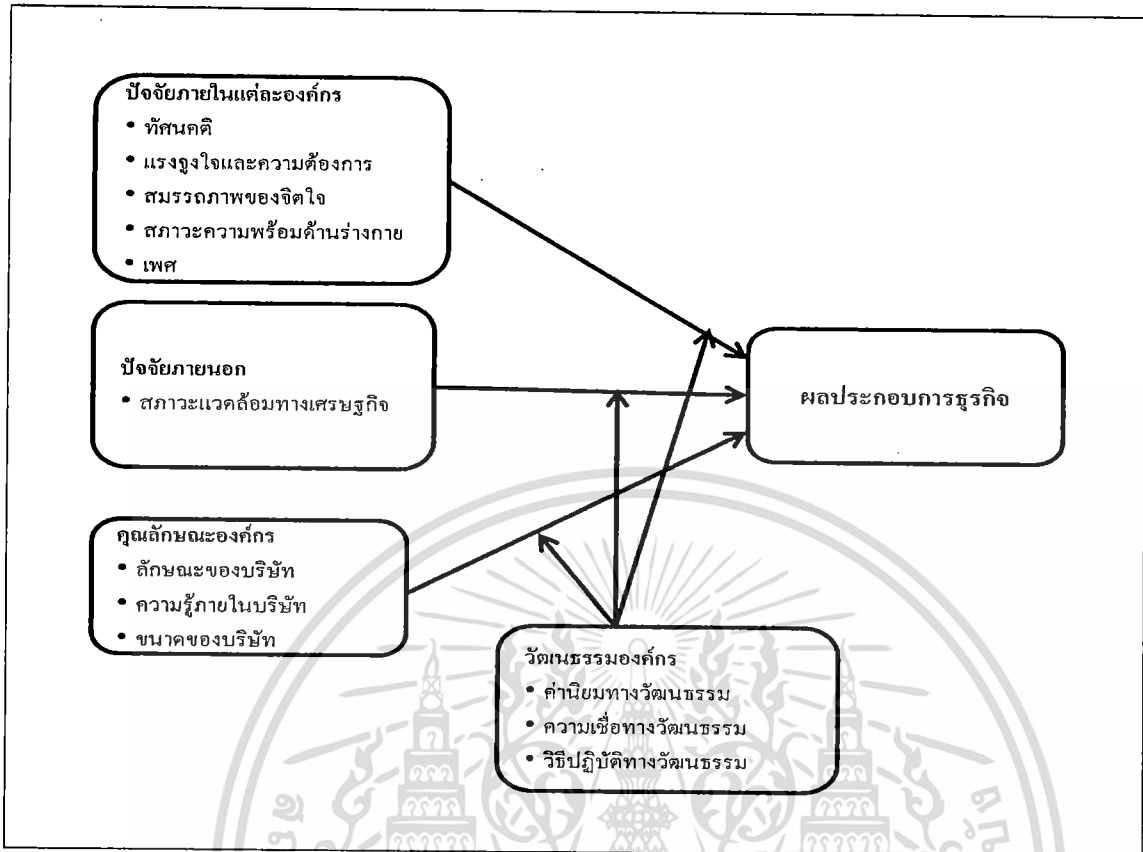 ปัจจัยภายในแต่ละองค์กร
• ทัศนคติ
• แรงจูงใจและความต้องการ
• สมรรถภาพของจิตใจ
• สภาวะความพร้อมด้านร่างกาย
• เพศ
ปัจจัยภายนอก
• สภาวะแวดล้อมทางเศรษฐกิจ
ผลประกอบการธุรกิจ
คุณลักษณะองค์กร
• ลักษณะของบริษัท
• ความรู้ภายในบริษัท
• ขนาดของบริษัท
วัฒนธรรมองค์กร
• ค่านิยมทางวัฒนธรรม
• ความเชื่อทางวัฒนธรรม
• วิธีปฏิบัติทางวัฒนธรรม